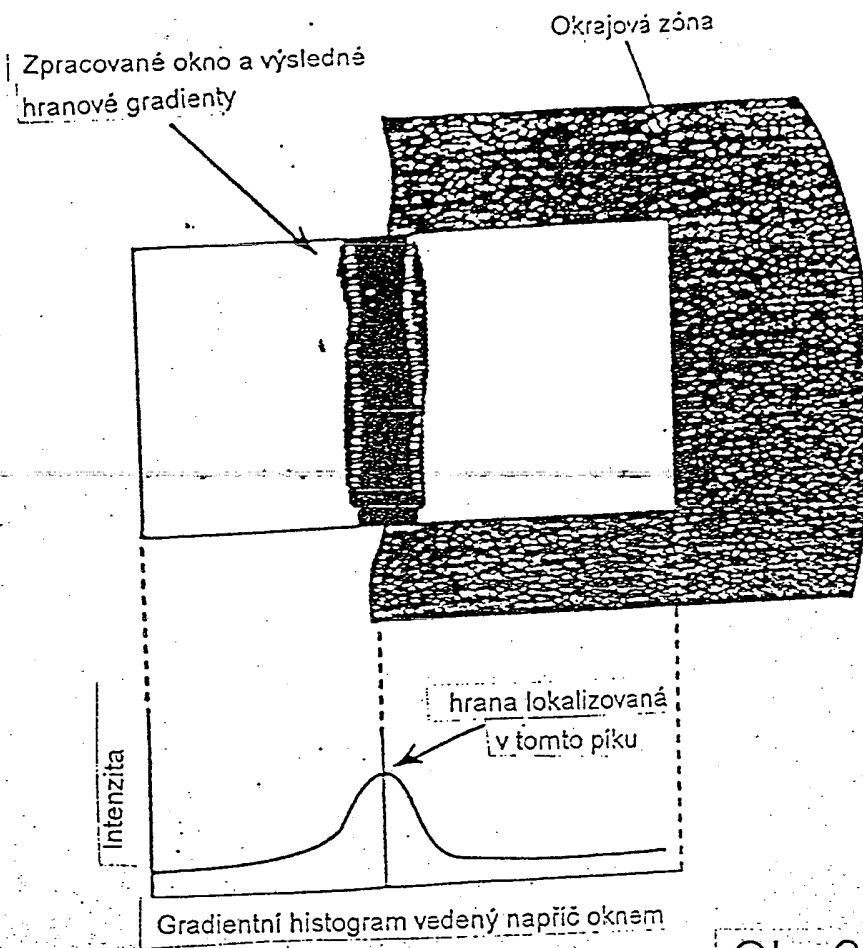 Okrajová zóna
Zpracované okno a výsledné
hranové gradienty
hrana lokalizovaná
v tomto píku
Intenzita
Gradientní histogram vedený napříč oknem